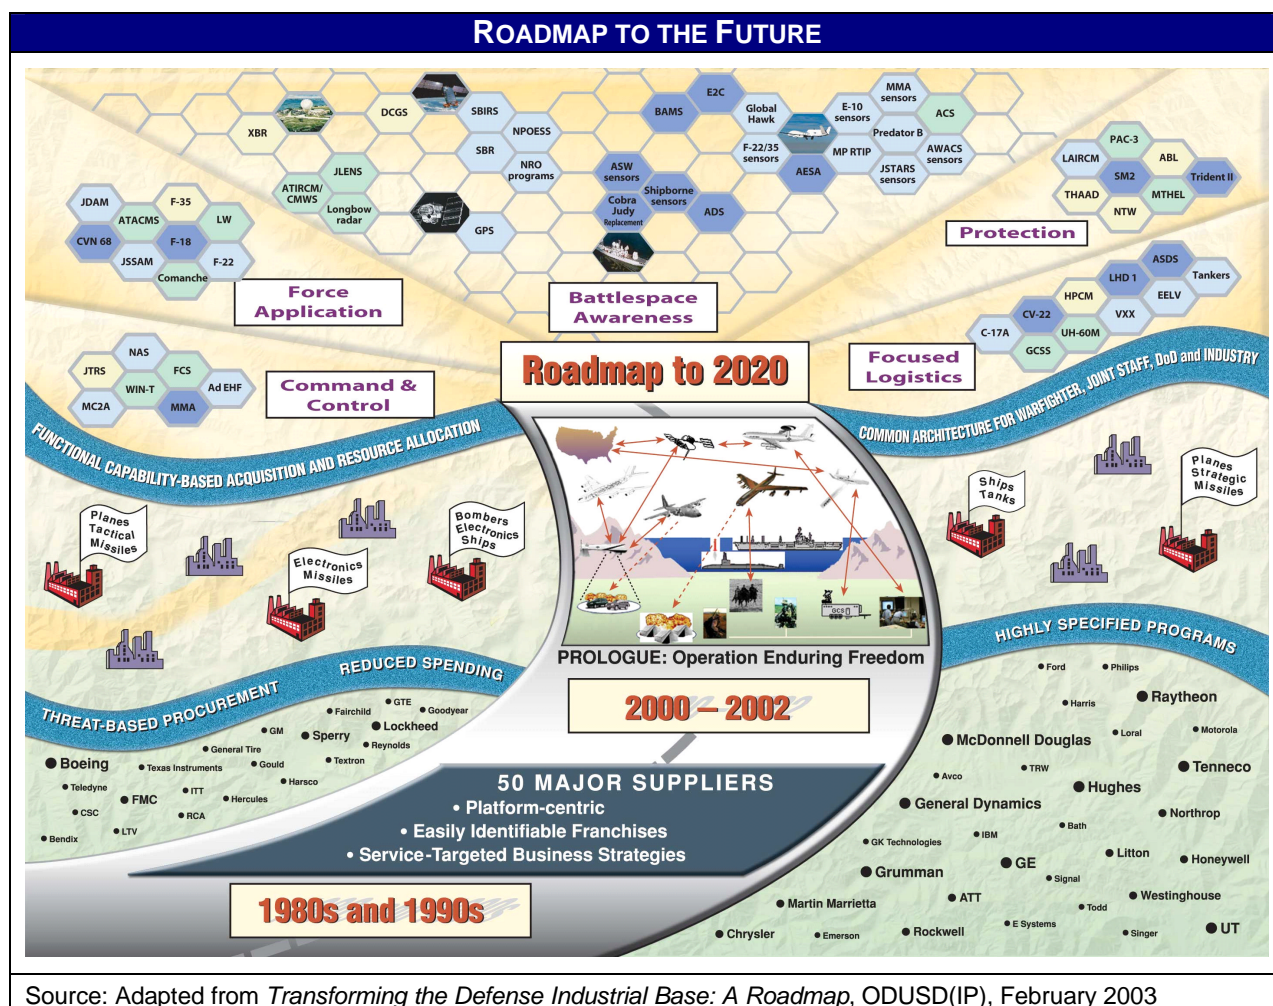 ROADMAP TO THE FUTURE
XBR
DCGS
SBIRS
SBR
NPOESS
NRO
programs
GPS
JLENS
ATIRCM/
CMWS
Longbow
radar
BAMS
E2C
Global
Hawk
F-22/35
sensors
AESA
E-10
sensors
MP RTIP
MMA
sensors
Predator B
JSTARS
sensors
ACS
AWACS
sensors
ASW
sensors
Shipborne
sensors
Cobra
Judy
Replacement
ADS
Battlespace
Awareness
JDAM
ATACMS
F-35
LW
CVN 68
F-18
JSSAM
F-22
Comanche
Force
Application
LAIRCM
PAC-3
ABL
SM2
Trident II
THAAD
MTHEL
NTW
Protection
ASDS
LHD 1
Tankers
HPCM
EELV
CV-22
VXX
C-17A
UH-60M
GCSS
Focused
Logistics
NAS
JTRS
FCS
WIN-T
Ad EHF
MC2A
MMA
Command &
Control
Roadmap to 2020
FUNCTIONAL CAPABILITY-BASED ACQUISITION AND RESOURCE ALLOCATION
COMMON ARCHITECTURE FOR WARFIGHTER, JOINT STAFF, DoD and INDUSTRY
Planes
Tactical
Missiles
Electronics
Missiles
Bombers
Electronics
Ships
Ships
Tanks
Planes
Strategic
Missiles
GCS
PROLOGUE: Operation Enduring Freedom
2000 – 2002
THREAT-BASED PROCUREMENT
REDUCED SPENDING
HIGHLY SPECIFIED PROGRAMS
• GTE
• Fairchild
• Goodyear
• Lockheed
• GM
• Sperry
• Reynolds
• General Tire
• Textron
• Boeing
• Texas Instruments
• Gould
• Harsco
• Teledyne
• ITT
• FMC
• Hercules
• CSC
• RCA
• LTV
• Bendix
50 MAJOR SUPPLIERS
• Platform-centric
• Easily Identifiable Franchises
• Service-Targeted Business Strategies
1980s and 1990s
• Ford
• Philips
• Raytheon
• Harris
• Motorola
• Loral
• McDonnell Douglas
• Tenneco
• TRW
• Avco
• Hughes
• General Dynamics
• Northrop
• Bath
• IBM
• GK Technologies
• Litton
• Honeywell
• GE
• Grumman
• Signal
• Westinghouse
• ATT
• Martin Marrietta
• Todd
• E Systems
• UT
• Chrysler
• Emerson
• Rockwell
• Singer
Source: Adapted from Transforming the Defense Industrial Base: A Roadmap, ODUSD(IP), February 2003